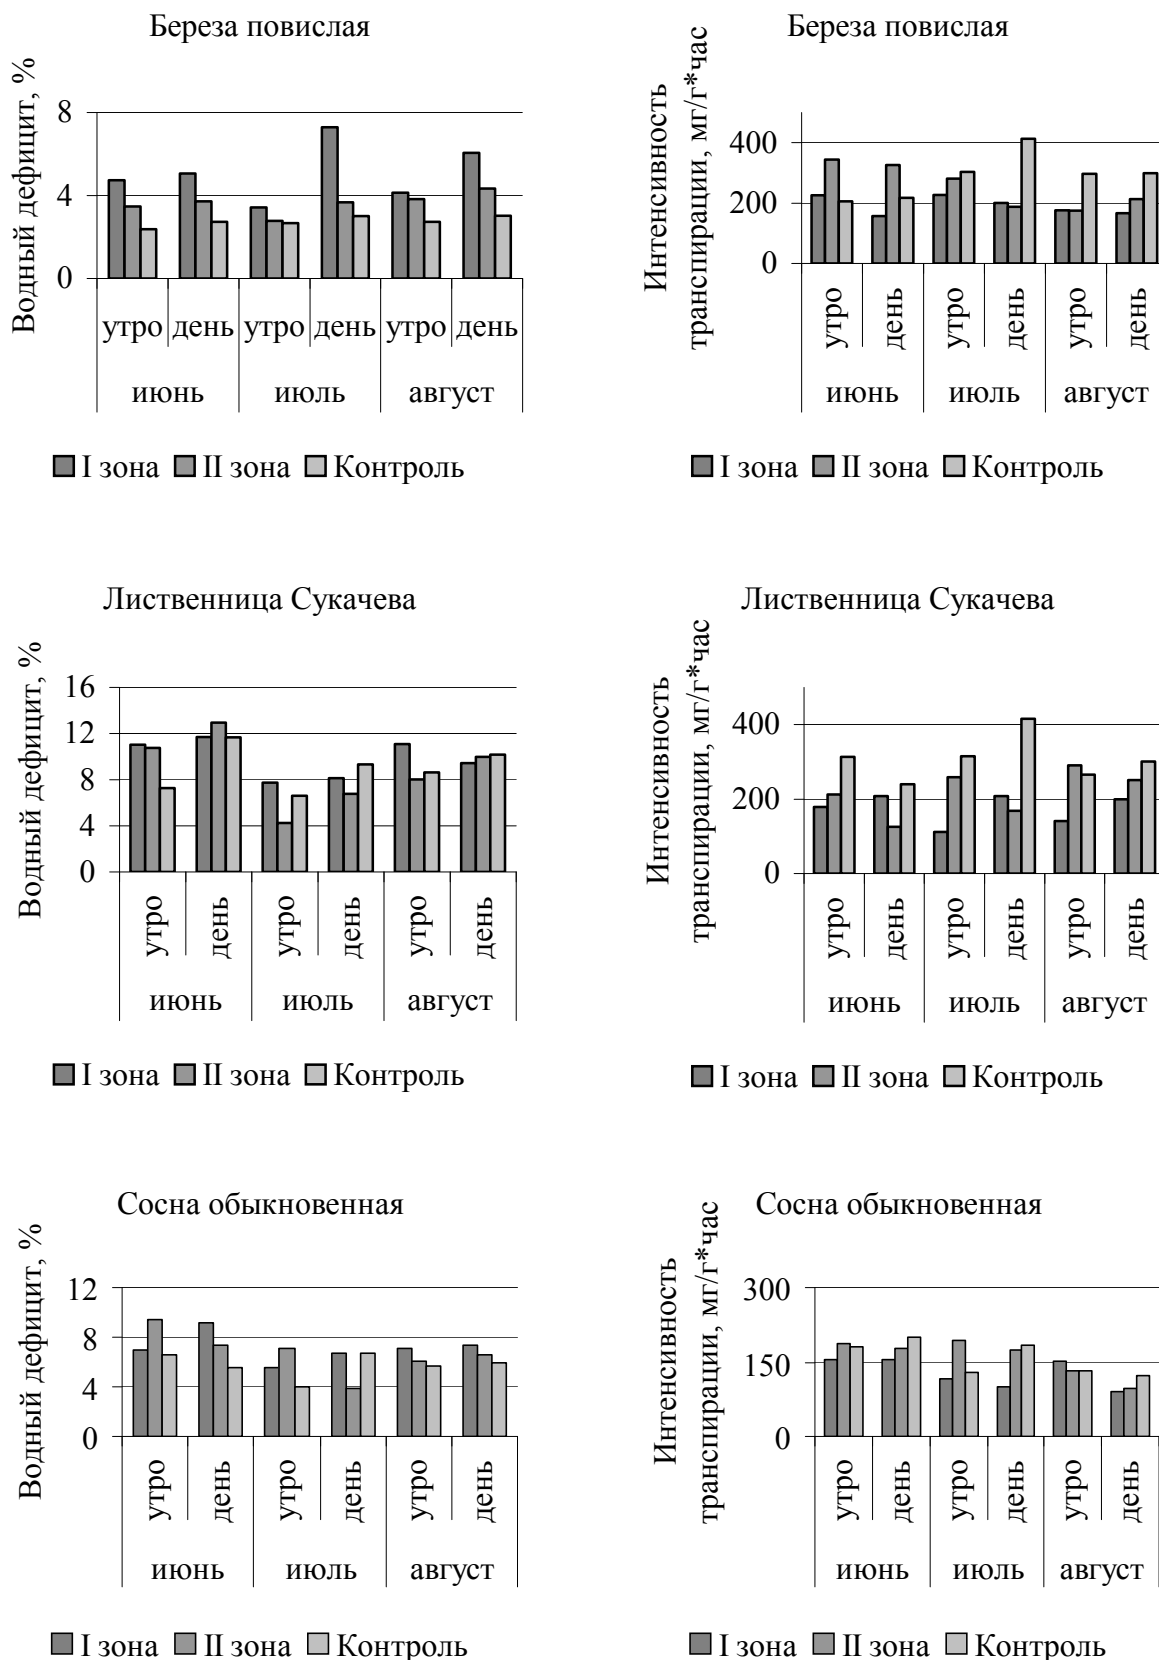 Береза повислая
Водный дефицит, %
8
4
0
утро день утро день утро день
июнь июль август
I зона II зона Контроль
Береза повислая
Интенсивность
транспирации, мг/г*час
400
200
0
утро день утро день утро день
июнь июль август
I зона II зона Контроль
Лиственница Сукачева
Водный дефицит, %
16
12
8
4
0
утро день утро день утро день
июнь июль август
I зона II зона Контроль
Лиственница Сукачева
Интенсивность
транспирации, мг/г*час
400
200
0
утро день утро день утро день
июнь июль август
I зона II зона Контроль
Сосна обыкновенная
Водный дефицит, %
12
8
4
0
утро день утро день утро день
июнь июль август
I зона II зона Контроль
Сосна обыкновенная
Интенсивность
транспирации, мг/г*час
300
150
0
утро день утро день утро день
июнь июль август
I зона II зона Контроль